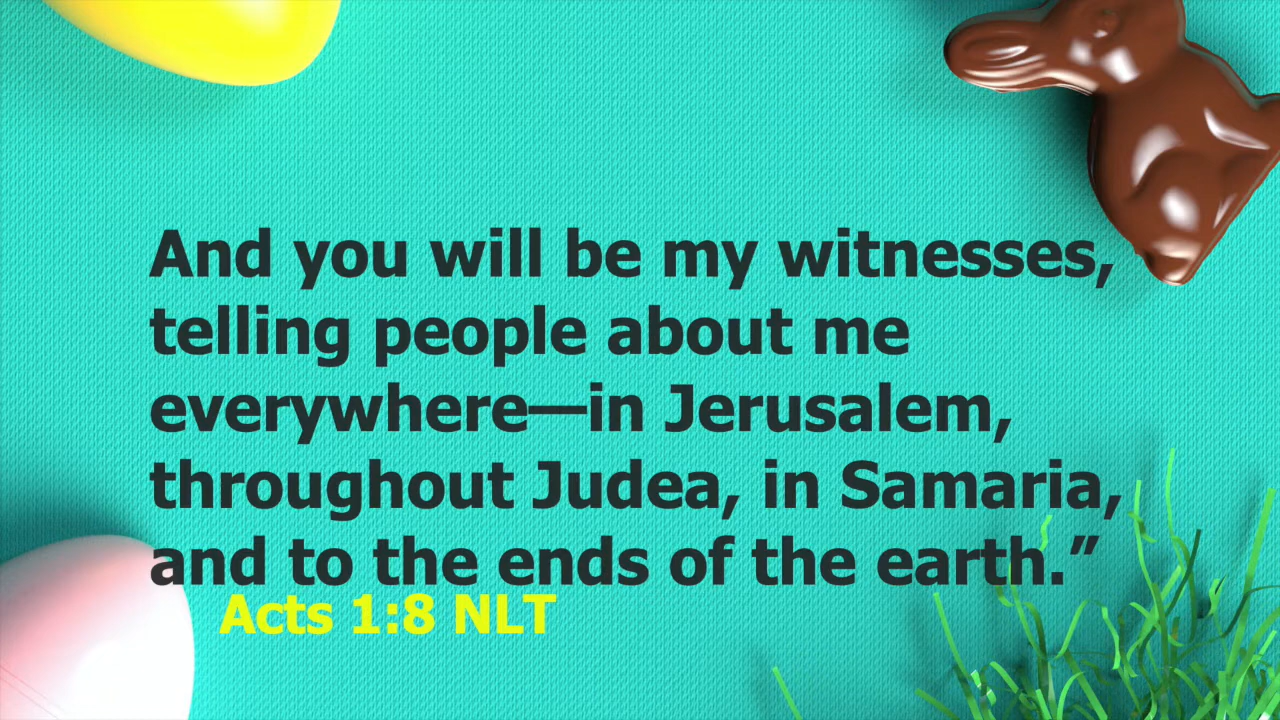 And you will be my witnesses,
telling people about me
everywhere—in Jerusalem,
throughout Judea, in Samaria,
and to the ends of the earth.”
Acts 1:8 NLT